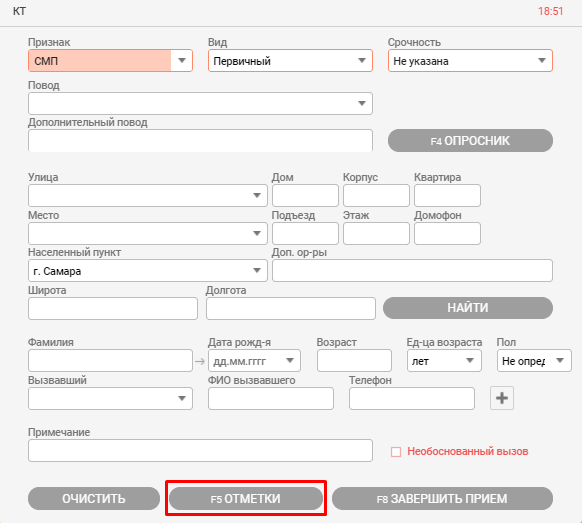 КТ 18:51
Признак Вид Срочность
СМП Первичный Не указана
Повод
Дополнительный повод
F4 ОПРОСНИК
Улица Дом Корпус Квартира
Место Подъезд Этаж Домофон
Населенный пункт Доп. ор-ры
г. Самара
Широта Долгота
НАЙТИ
Фамилия Дата рожд-я Возраст Ед-ца возраста Пол
→ дд.мм.гггг лет Не опред
Вызвавший ФИО вызвавшего Телефон
+
Примечание
Необоснованный вызов
ОЧИСТИТЬ F5 ОТМЕТКИ F8 ЗАВЕРШИТЬ ПРИЕМ